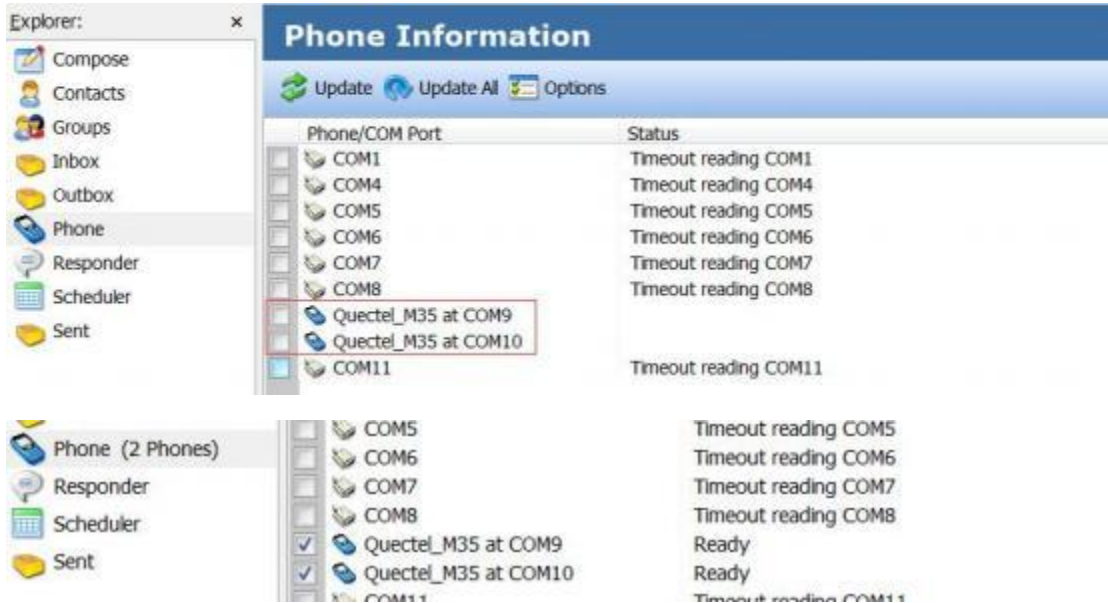 Explorer: x
Phone Information
Compose
Contacts
Update Update All Options
Groups
Phone/COM Port Status
Inbox
COM1 Timeout reading COM1
COM4 Timeout reading COM4
Outbox
COM5 Timeout reading COM5
Phone
COM6 Timeout reading COM6
Responder
COM7 Timeout reading COM7
Scheduler
COM8 Timeout reading COM8
Quectel_M35 at COM9
Sent
Quectel_M35 at COM10
COM11 Timeout reading COM11
COM5 Timeout reading COM5
Phone (2 Phones)
COM6 Timeout reading COM6
Responder
COM7 Timeout reading COM7
Scheduler
COM8 Timeout reading COM8
Quectel_M35 at COM9 Ready
Sent
Quectel_M35 at COM10 Ready
COM11 Timeout reading COM11